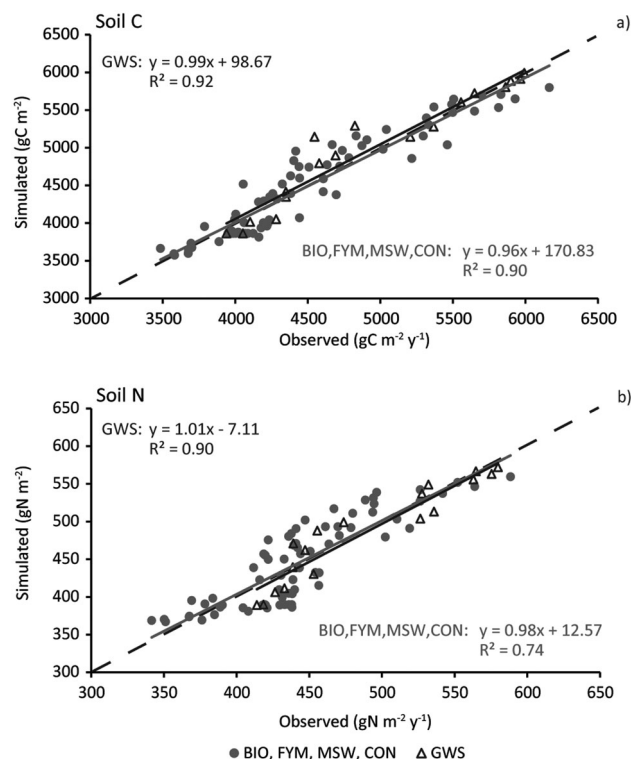 Soil C
a)
GWS: y = 0.99x + 98.67
R² = 0.92
Simulated (gC m⁻²)
6500
6000
5500
5000
4500
4000
3500
3000
BIO,FYM,MSW,CON: y = 0.96x + 170.83
R² = 0.90
3000 3500 4000 4500 5000 5500 6000 6500
Observed (gC m⁻² y⁻¹)
Soil N
b)
GWS: y = 1.01x - 7.11
R² = 0.90
Simulated (gN m⁻²)
650
600
550
500
450
400
350
300
BIO,FYM,MSW,CON: y = 0.98x + 12.57
R² = 0.74
300 350 400 450 500 550 600 650
Observed (gN m⁻² y⁻¹)
BIO, FYM, MSW, CON GWS